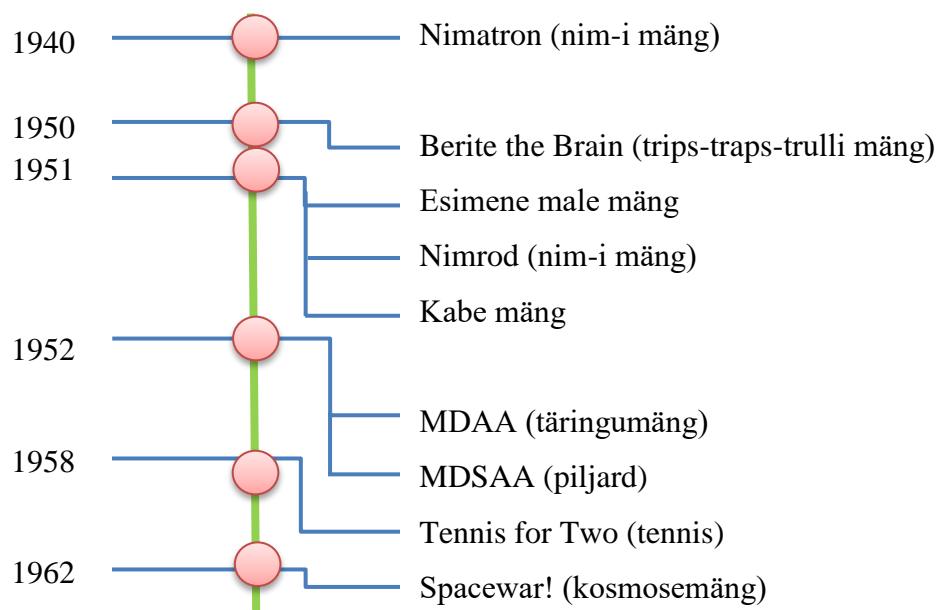 1940
Nimatron (nim-i mäng)
1950
Berite the Brain (trips-traps-trulli mäng)
1951
Esimene male mäng
Nimrod (nim-i mäng)
Kabe mäng
1952
MDAA (täringumäng)
MDSAA (piljard)
1958
Tennis for Two (tennis)
1962
Spacewar! (kosmosemäng)